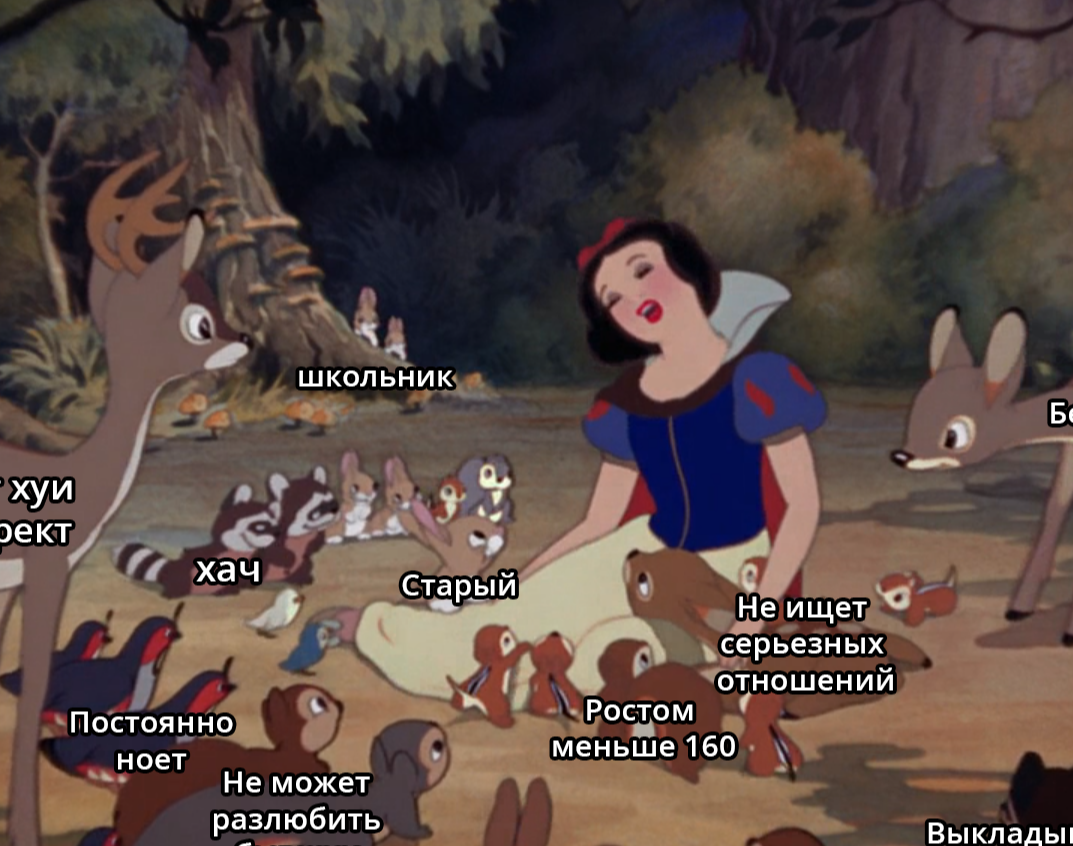 школьник
хуи
хач
Старый
Не ищет
серьезных
отношений
Постоянно
ноет
Ростом
меньше 160
Не может
разлюбить